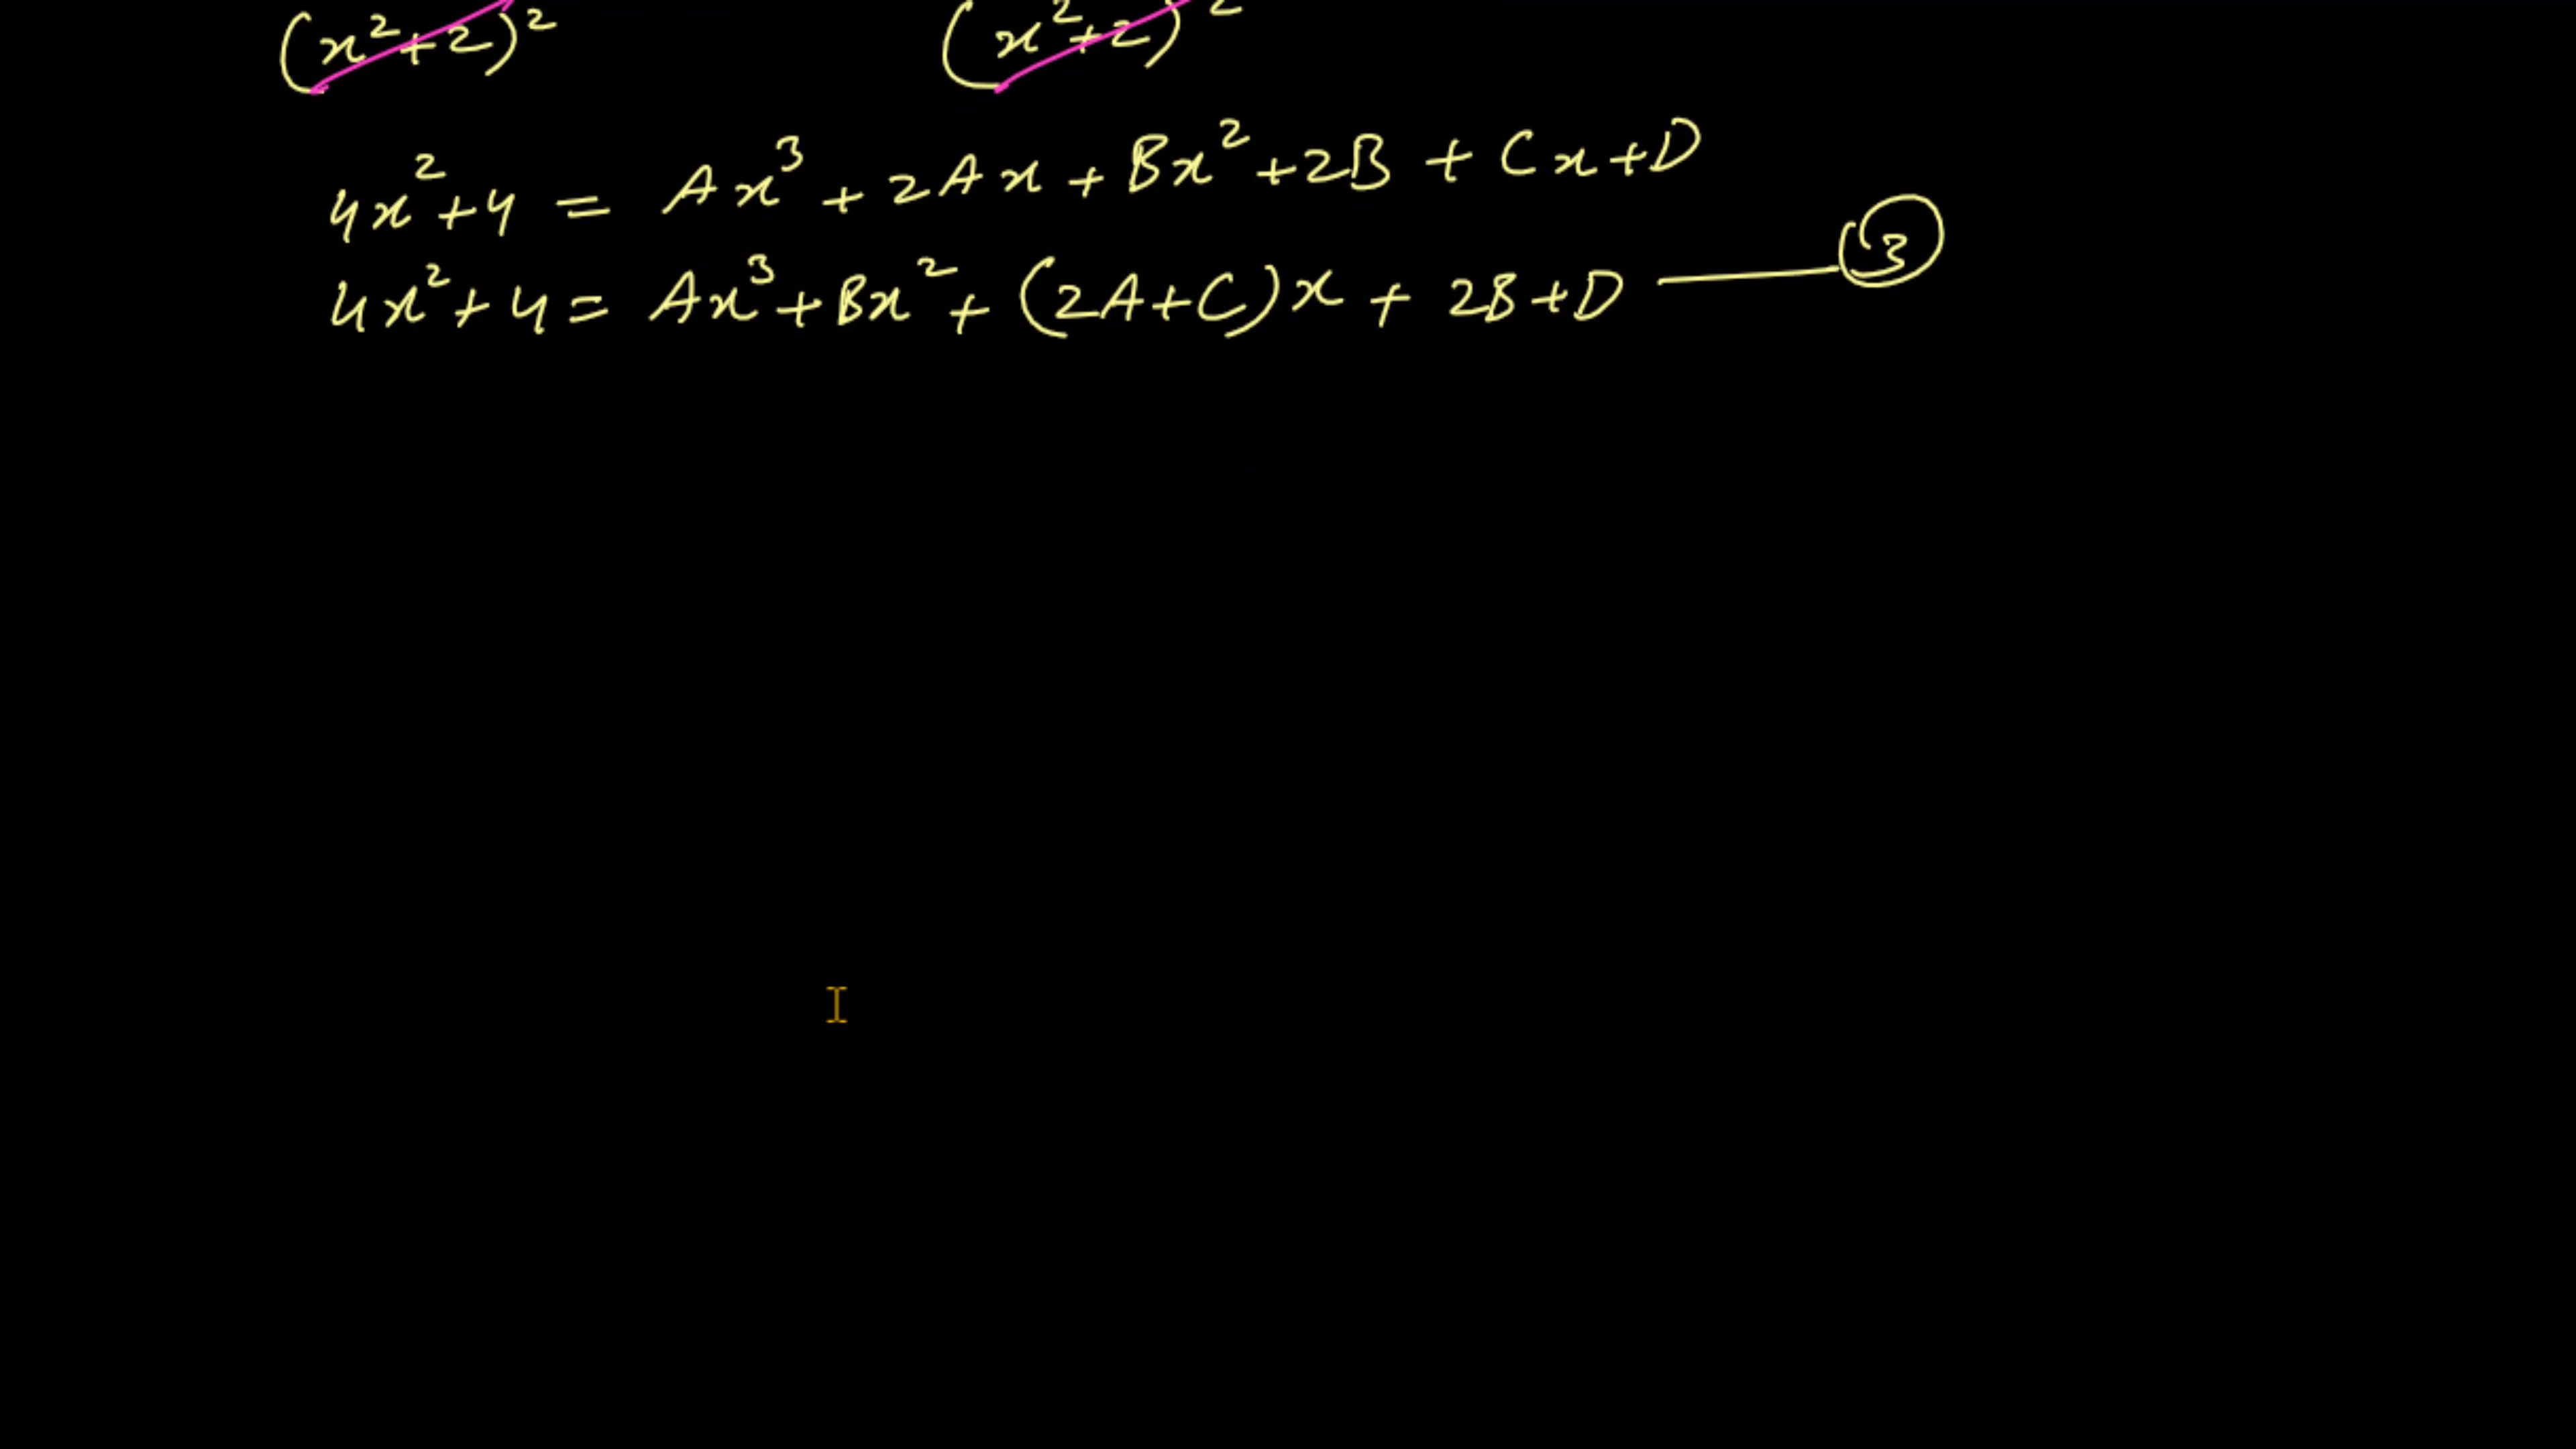 (x²+2)² (x²+2)²
4x²+4 = Ax³ + 2Ax + Bx² + 2B + Cx + D
4x²+4 = Ax³ + Bx² + (2A+C)x + 2B+D —— ③